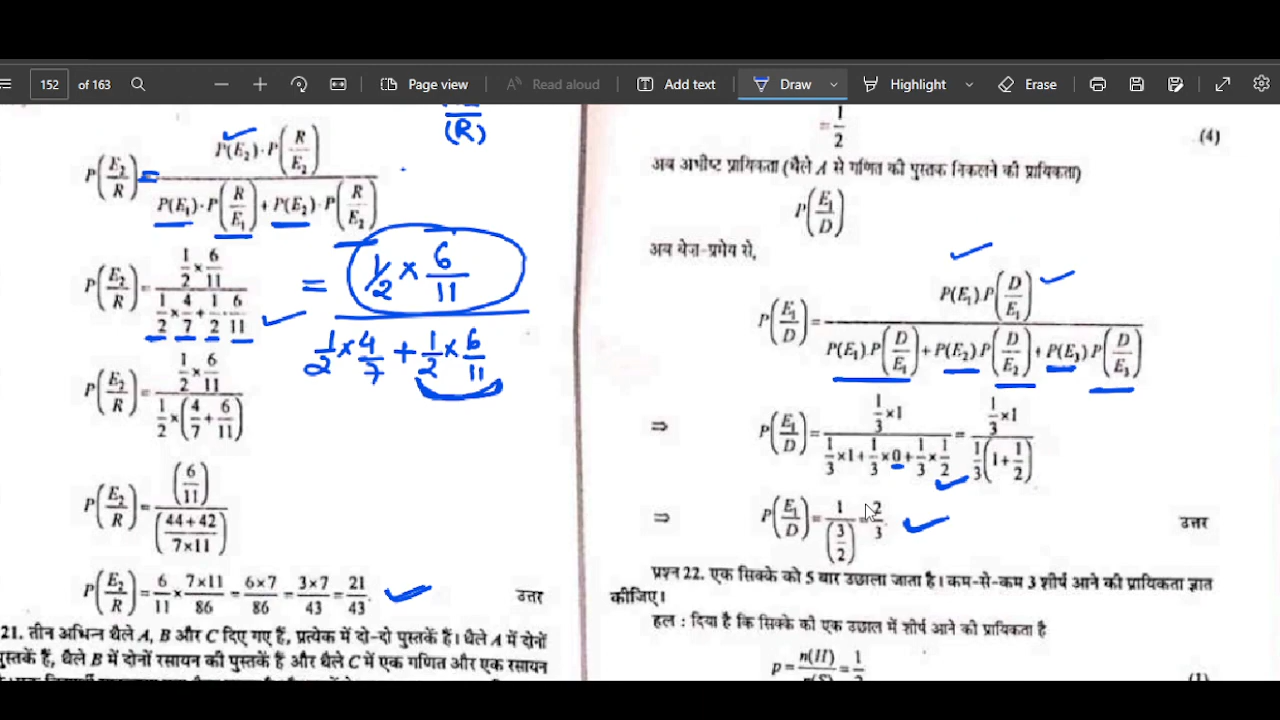 152 of 163 Page view Read aloud Add text Draw Highlight Erase
(R)
P(E₂/R) = P(E₂)·P(R/E₂) / P(E₁)·P(R/E₁) + P(E₂)·P(R/E₂)
P(E₂/R) = 1/2 × 6/11 / 1/2 × 4/7 + 1/2 · 6/11
= 1/2 × 6/11 / 1/2 × 4/7 + 1/2 × 6/11
P(E₂/R) = 1/2 × 6/11 / 1/2 × (4/7 + 6/11)
P(E₂/R) = (6/11) / (44+42 / 7×11)
P(E₂/R) = 6/11 × 7×11/86 = 6×7/86 = 3×7/43 = 21/43. उत्तर
21. तीन अभिन्न थैले A, B और C दिए गए हैं, प्रत्येक में दो-दो पुस्तकें हैं। थैले A में दोनों
पुस्तकें हैं, थैले B में दोनों रसायन की पुस्तकें हैं और थैले C में एक गणित और एक रसायन
= 1/2 (4)
अब अभीष्ट प्रायिकता (थैले A से गणित की पुस्तक निकलने की प्रायिकता)
P(E₁/D)
अब बेज-प्रमेय से,
P(E₁/D) = P(E₁).P(D/E₁) / P(E₁).P(D/E₁) + P(E₂) P(D/E₂) + P(E₃) P(D/E₃)
⇒ P(E₁/D) = 1/3 ×1 / 1/3 ×1 + 1/3 ×0 + 1/3 × 1/2 = 1/3 ×1 / 1/3 (1 + 1/2)
⇒ P(E₁/D) = 1 / (3/2) = 2/3. उत्तर
प्रश्न 22. एक सिक्के को 5 बार उछाला जाता है। कम-से-कम 3 शीर्ष आने की प्रायिकता ज्ञात
कीजिए।
हल : दिया है कि सिक्के को एक उछाल में शीर्ष आने की प्रायिकता है
p = n(H)/n(S) = 1/2 (1)